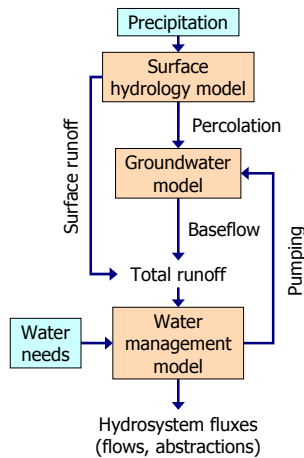 Precipitation
Surface
hydrology model
Surface runoff
Percolation
Groundwater
model
Baseflow
Pumping
Total runoff
Water
needs
Water
management
model
Hydrosystem fluxes
(flows, abstractions)